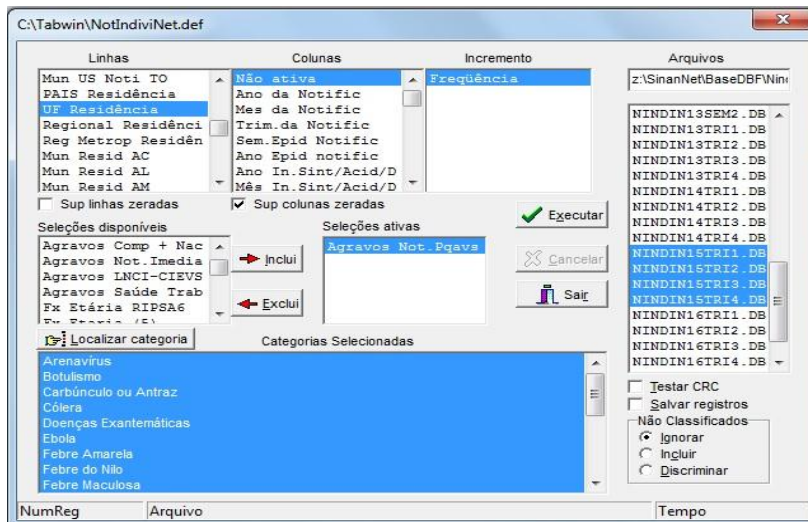 C:\Tabwin\NotIndiviNet.def
Linhas
Mun US Noti TO
PAIS Residência
UF Residência
Regional Residênci
Reg Metrop Residên
Mun Resid AC
Mun Resid AL
Mun Resid AM
Sup linhas zeradas
Colunas
Não ativa
Ano da Notific
Mes da Notific
Trim.da Notific
Sem.Epid Notific
Ano Epid notific
Ano In.Sint/Acid/D
Mês In.Sint/Acid/D
Sup colunas zeradas
Incremento
Freqüência
Arquivos
z:\SinanNet\BaseDBF\Nin
NINDIN13SEM2.DB
NINDIN13TRI1.DB
NINDIN13TRI2.DB
NINDIN13TRI3.DB
NINDIN13TRI4.DB
NINDIN14TRI1.DB
NINDIN14TRI2.DB
NINDIN14TRI3.DB
NINDIN14TRI4.DB
NINDIN15TRI1.DB
NINDIN15TRI2.DB
NINDIN15TRI3.DB
NINDIN15TRI4.DB
NINDIN16TRI1.DB
NINDIN16TRI2.DB
NINDIN16TRI3.DB
NINDIN16TRI4.DB
Seleções disponíveis
Agravos Comp + Nac
Agravos Not.Imedia
Agravos LNCI-CIEVS
Agravos Saúde Trab
Fx Etária RIPSA6
Fx Etaria (5)
Inclui
Exclui
Seleções ativas
Agravos Not.Pqavs
Executar
Cancelar
Sair
Localizar categoria
Categorias Selecionadas
Arenavírus
Botulismo
Carbúnculo ou Antraz
Cólera
Doenças Exantemáticas
Ebola
Febre Amarela
Febre do Nilo
Febre Maculosa
Testar CRC
Salvar registros
Não Classificados
Ignorar
Incluir
Discriminar
NumReg
Arquivo
Tempo